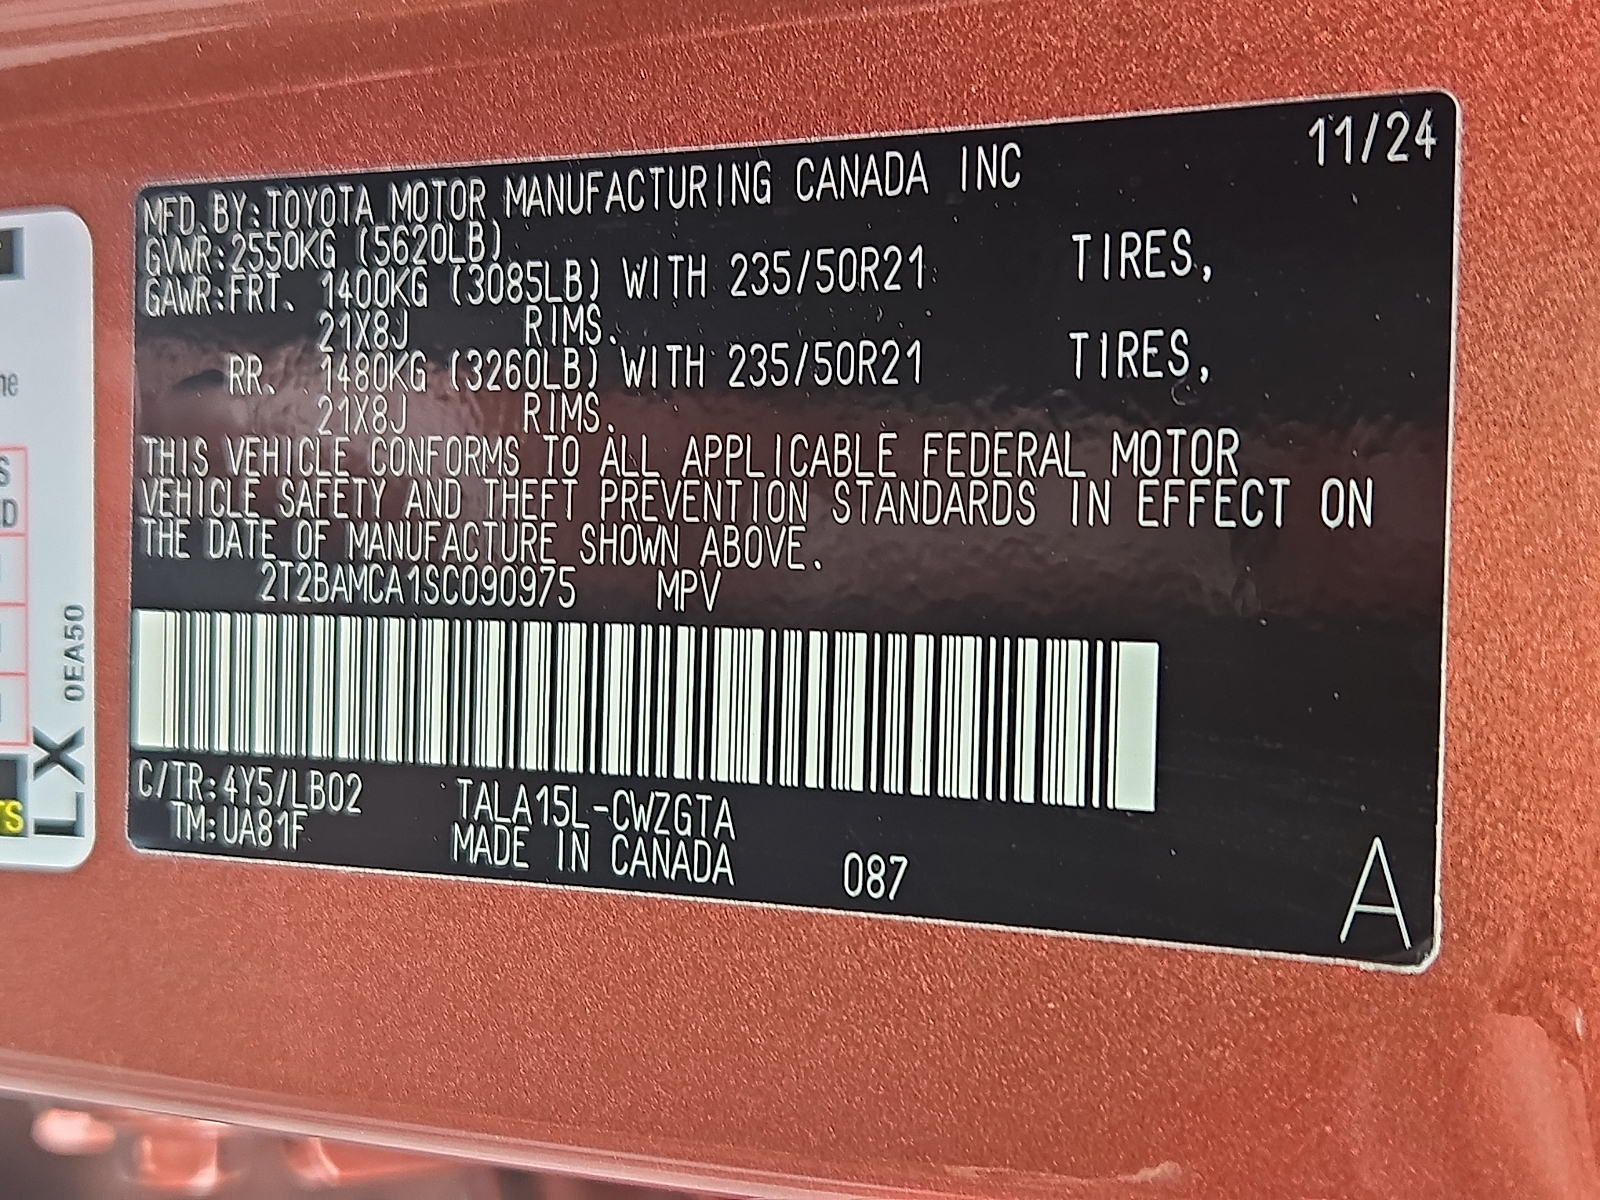 11/24
MFD. BY:TOYOTA MOTOR MANUFACTURING CANADA INC
GVWR:2550KG (5620LB)
GAWR:FRT. 1400KG (3085LB) WITH 235/50R21 TIRES,
21X8J RIMS.
RR. 1480KG (3260LB) WITH 235/50R21 TIRES,
21X8J RIMS.
THIS VEHICLE CONFORMS TO ALL APPLICABLE FEDERAL MOTOR
VEHICLE SAFETY AND THEFT PREVENTION STANDARDS IN EFFECT ON
THE DATE OF MANUFACTURE SHOWN ABOVE.
2T2BAMCA1SC090975 MPV
C/TR:4Y5/LB02 TALA15L-CWZGTA
TM:UA81F MADE IN CANADA 087
A
0EA50